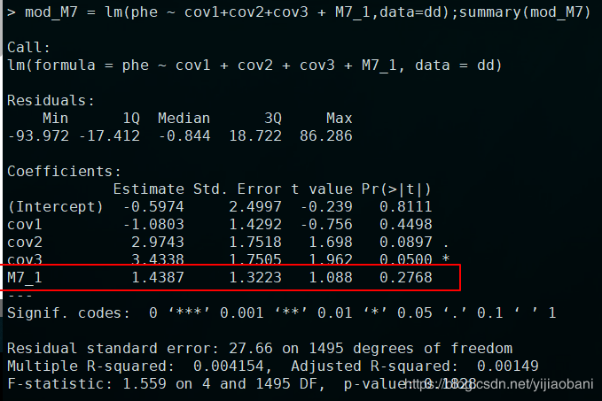 > mod_M7 = lm(phe ~ cov1+cov2+cov3 + M7_1,data=dd);summary(mod_M7)
Call:
lm(formula = phe ~ cov1 + cov2 + cov3 + M7_1, data = dd)
Residuals:
    Min      1Q  Median      3Q     Max
-93.972 -17.412  -0.844  18.722  86.286
Coefficients:
            Estimate Std. Error t value Pr(>|t|)
(Intercept)  -0.5974     2.4997  -0.239   0.8111
cov1         -1.0803     1.4292  -0.756   0.4498
cov2          2.9743     1.7518   1.698   0.0897 .
cov3          3.4338     1.7505   1.962   0.0500 *
M7_1          1.4387     1.3223   1.088   0.2768
---
Signif. codes:  0 ‘***’ 0.001 ‘**’ 0.01 ‘*’ 0.05 ‘.’ 0.1 ‘ ’ 1
Residual standard error: 27.66 on 1495 degrees of freedom
Multiple R-squared:  0.004154,  Adjusted R-squared:  0.00149
F-statistic: 1.559 on 4 and 1495 DF,  p-value: 0.1828
https://blog.csdn.net/yijiaobani